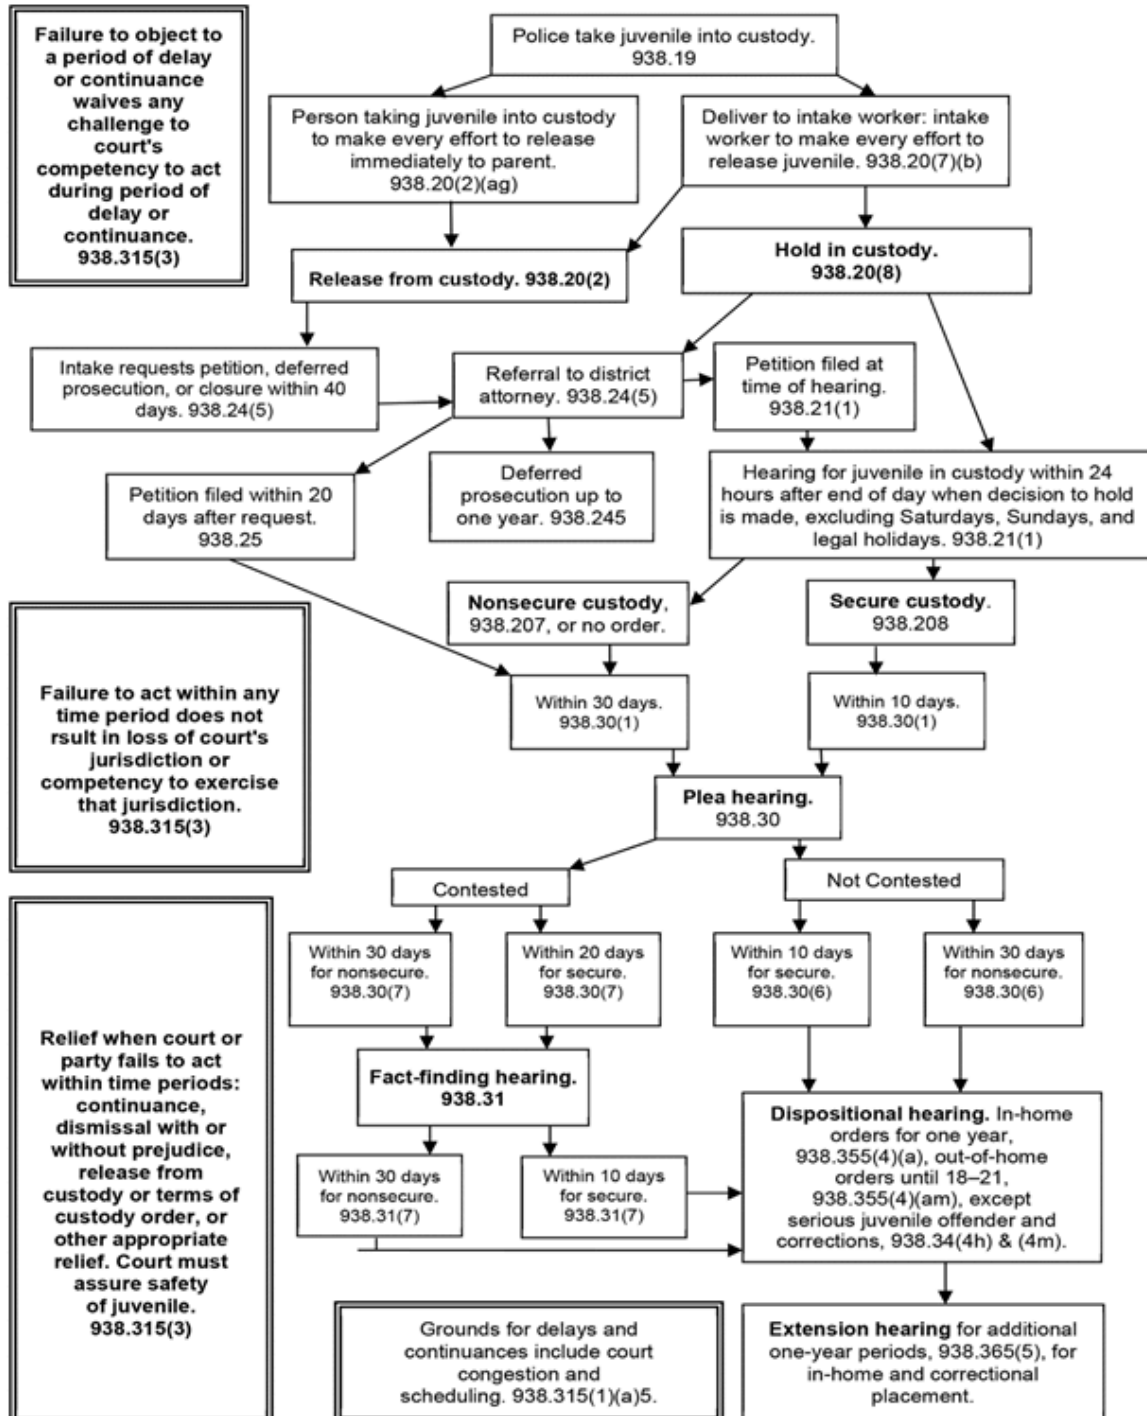 Failure to object to
a period of delay
or continuance
waives any
challenge to
court's
competency to act
during period of
delay or
continuance.
938.315(3)
Police take juvenile into custody.
938.19
Person taking juvenile into custody
to make every effort to release
immediately to parent.
938.20(2)(ag)
Deliver to intake worker: intake
worker to make every effort to
release juvenile. 938.20(7)(b)
Release from custody. 938.20(2)
Hold in custody.
938.20(8)
Intake requests petition, deferred
prosecution, or closure within 40
days. 938.24(5)
Referral to district
attorney. 938.24(5)
Petition filed at
time of hearing.
938.21(1)
Petition filed within 20
days after request.
938.25
Deferred
prosecution up to
one year. 938.245
Hearing for juvenile in custody within 24
hours after end of day when decision to hold
is made, excluding Saturdays, Sundays, and
legal holidays. 938.21(1)
Nonsecure custody,
938.207, or no order.
Secure custody.
938.208
Failure to act within any
time period does not
rsult in loss of court's
jurisdiction or
competency to exercise
that jurisdiction.
938.315(3)
Within 30 days.
938.30(1)
Within 10 days.
938.30(1)
Plea hearing.
938.30
Contested
Not Contested
Within 30 days
for nonsecure.
938.30(7)
Within 20 days
for secure.
938.30(7)
Within 10 days
for secure.
938.30(6)
Within 30 days
for nonsecure.
938.30(6)
Relief when court or
party fails to act
within time periods:
continuance,
dismissal with or
without prejudice,
release from
custody or terms of
custody order, or
other appropriate
relief. Court must
assure safety
of juvenile.
938.315(3)
Fact-finding hearing.
938.31
Within 30 days
for nonsecure.
938.31(7)
Within 10 days
for secure.
938.31(7)
Dispositional hearing. In-home
orders for one year,
938.355(4)(a), out-of-home
orders until 18–21,
938.355(4)(am), except
serious juvenile offender and
corrections, 938.34(4h) & (4m).
Grounds for delays and
continuances include court
congestion and
scheduling. 938.315(1)(a)5.
Extension hearing for additional
one-year periods, 938.365(5), for
in-home and correctional
placement.